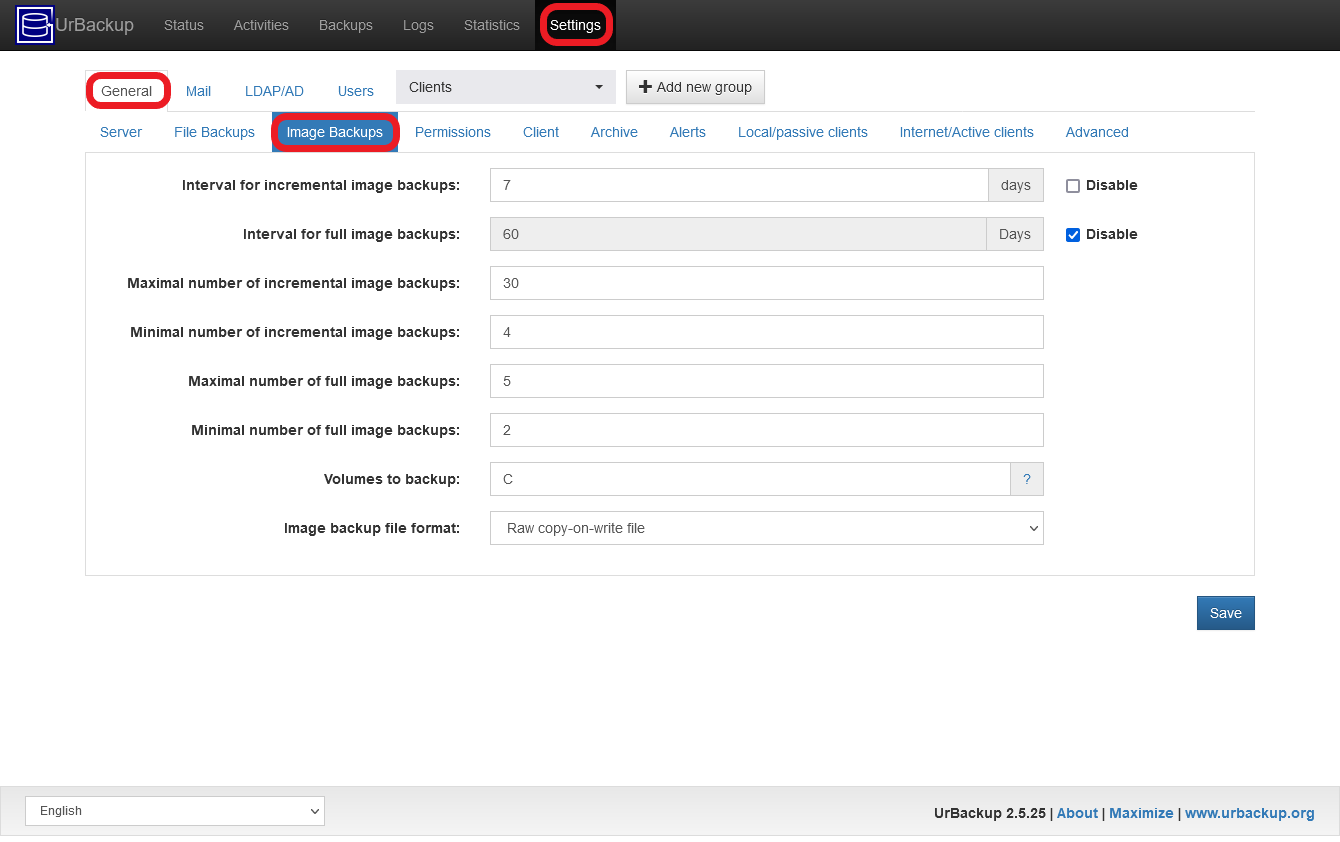 UrBackup Status Activities Backups Logs Statistics Settings
General Mail LDAP/AD Users Clients Add new group
Server File Backups Image Backups Permissions Client Archive Alerts Local/passive clients Internet/Active clients Advanced
Interval for incremental image backups: 7 days Disable
Interval for full image backups: 60 Days Disable
Maximal number of incremental image backups: 30
Minimal number of incremental image backups: 4
Maximal number of full image backups: 5
Minimal number of full image backups: 2
Volumes to backup: C ?
Image backup file format: Raw copy-on-write file
Save
English UrBackup 2.5.25 | About | Maximize | www.urbackup.org